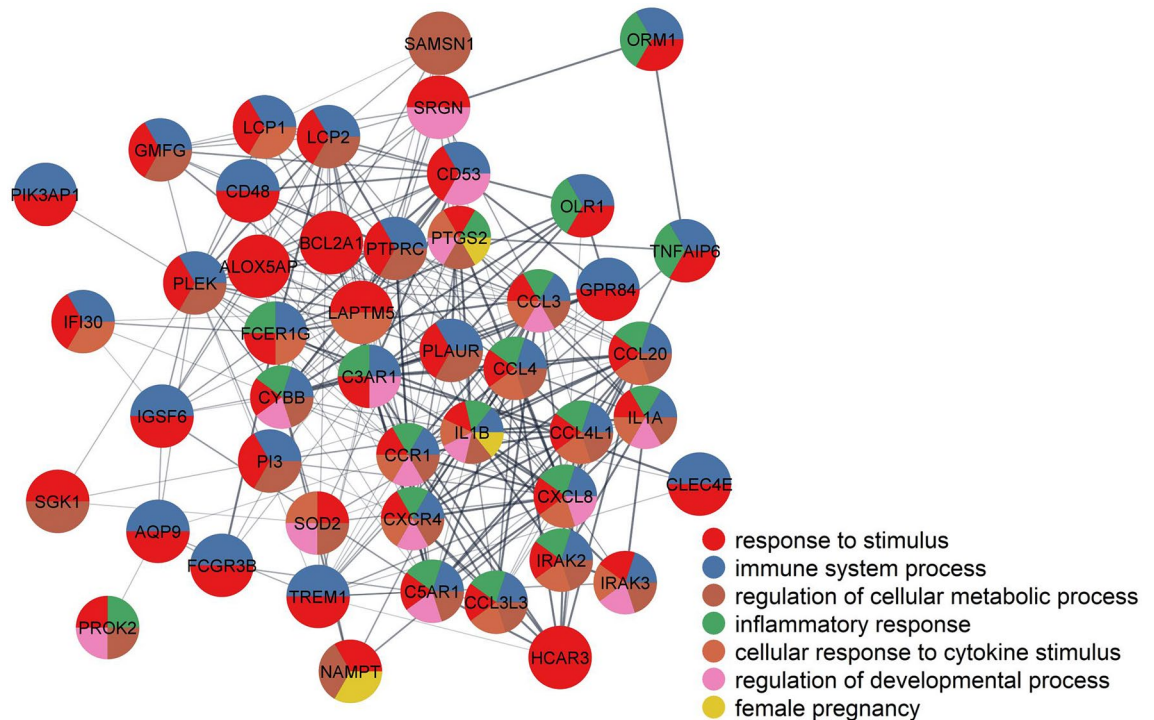 SAMSN1
ORM1
SRGN
LCP1
LCP2
GMFG
CD53
PIK3AP1
CD48
OLR1
BCL2A1
PTPRC
PTGS2
TNFAIP6
ALOX5AP
PLEK
GPR84
CCL3
IFI30
LAPTM5
FCER1G
PLAUR
CCL20
CCL4
C3AR1
CYBB
IGSF6
IL1B
CCL4L1
IL1A
CCR1
PI3
CLEC4E
CXCL8
SGK1
SOD2
CXCR4
AQP9
IRAK2
FCGR3B
IRAK3
TREM1
C5AR1
CCL3L3
PROK2
HCAR3
NAMPT
response to stimulus
immune system process
regulation of cellular metabolic process
inflammatory response
cellular response to cytokine stimulus
regulation of developmental process
female pregnancy